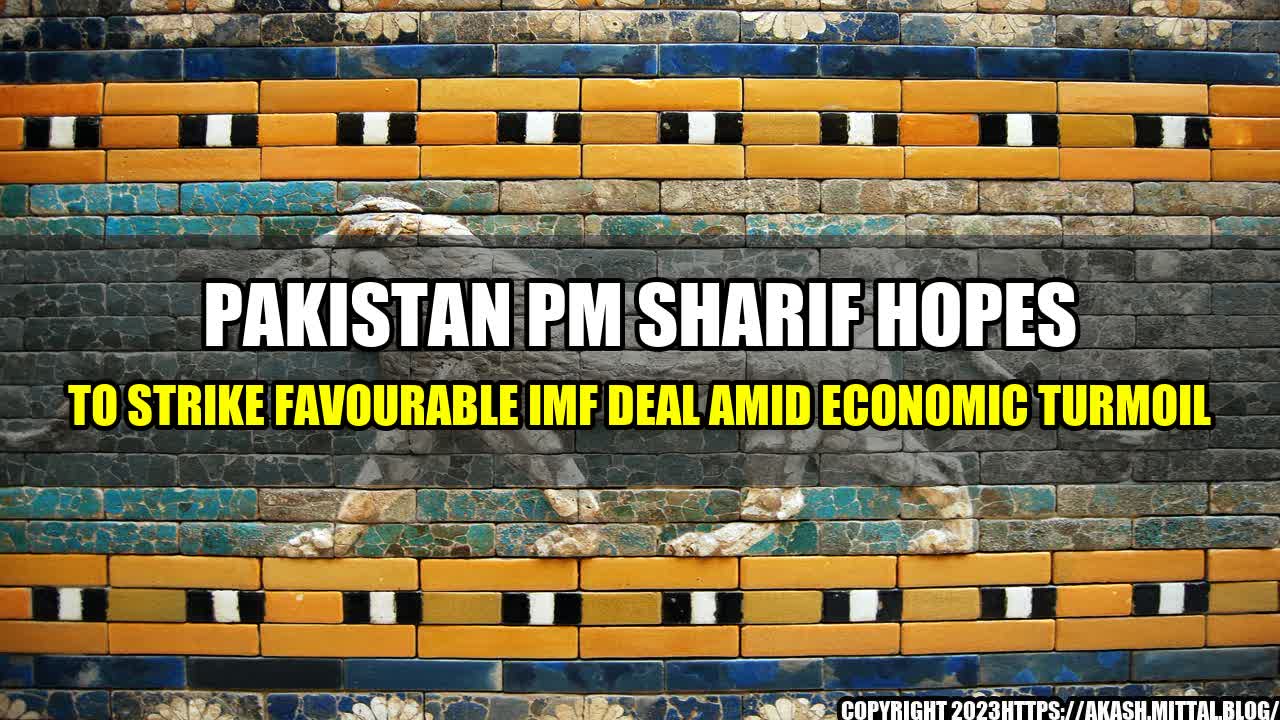 PAKISTAN PM SHARIF HOPES
TO STRIKE FAVOURABLE IMF DEAL AMID ECONOMIC TURMOIL
COPYRIGHT 2023HTTPS://AKASH.MITTAL.BLOG/